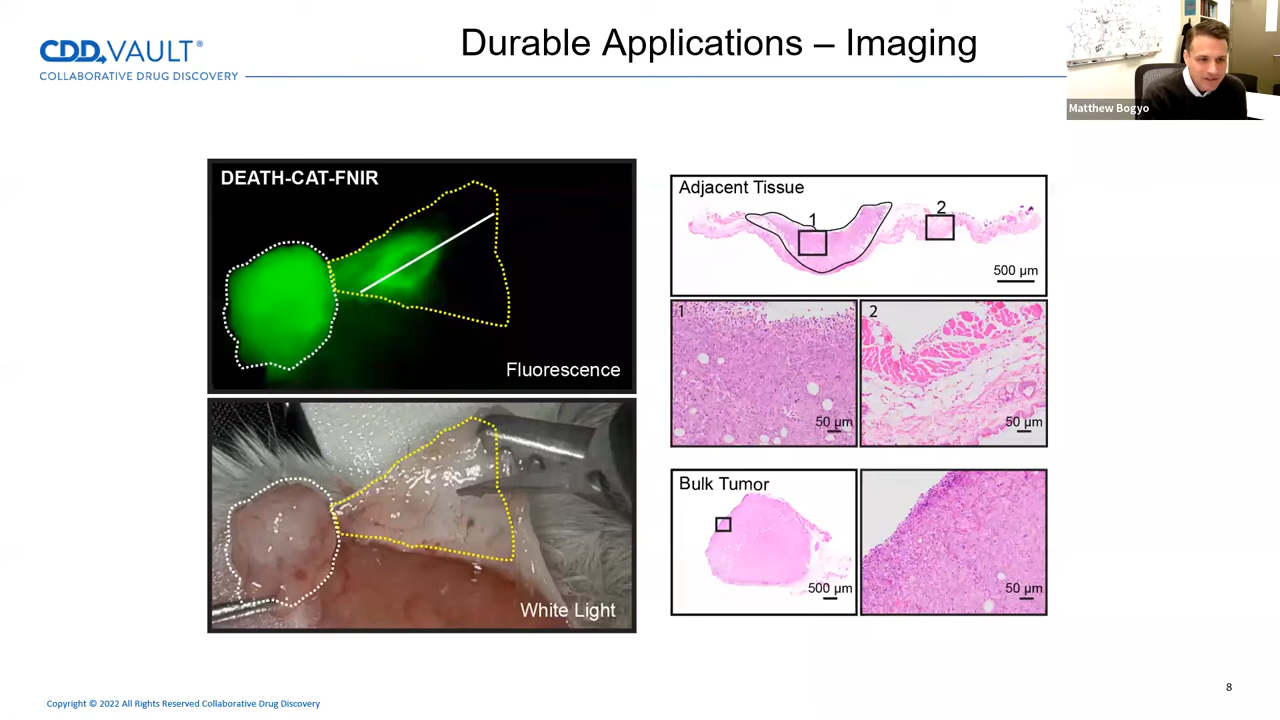 CDD VAULT®
COLLABORATIVE DRUG DISCOVERY
Durable Applications – Imaging
Matthew Bogyo
DEATH-CAT-FNIR
Fluorescence
White Light
Adjacent Tissue
1
2
500 µm
1
50 µm
2
50 µm
Bulk Tumor
500 µm
50 µm
Copyright © 2022 All Rights Reserved Collaborative Drug Discovery
8